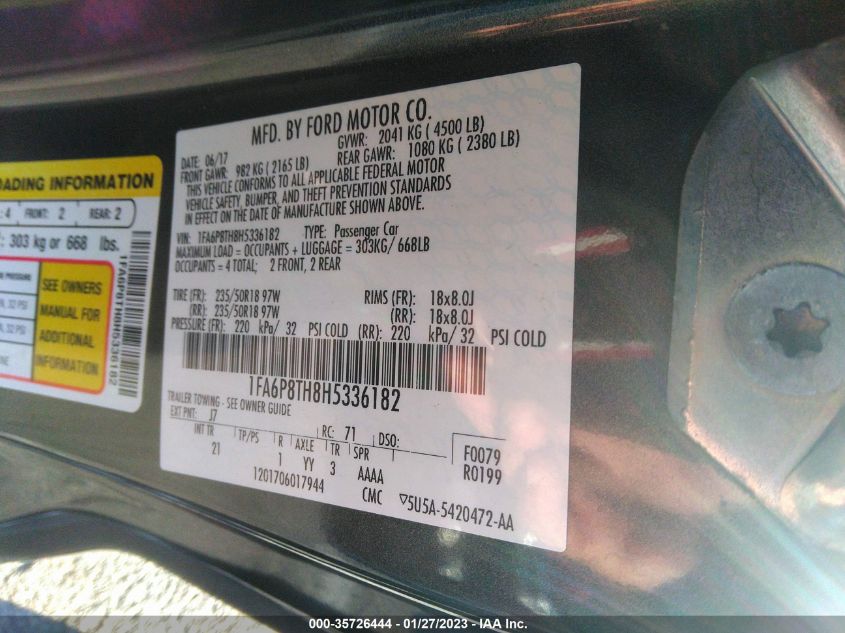 OADING INFORMATION
: 4 FRONT: 2 REAR: 2
: 303 kg or 668 lbs.
PRESSURE
32 PSI
32 PSI
SEE OWNERS
MANUAL FOR
ADDITIONAL
INFORMATION
1FA6P8TH8H5336182
MFD. BY FORD MOTOR CO.
DATE: 06/17 GVWR: 2041 KG ( 4500 LB)
FRONT GAWR: 982 KG ( 2165 LB) REAR GAWR: 1080 KG ( 2380 LB)
THIS VEHICLE CONFORMS TO ALL APPLICABLE FEDERAL MOTOR
VEHICLE SAFETY, BUMPER, AND THEFT PREVENTION STANDARDS
IN EFFECT ON THE DATE OF MANUFACTURE SHOWN ABOVE.
VIN: 1FA6P8TH8H5336182 TYPE: Passenger Car
MAXIMUM LOAD = OCCUPANTS + LUGGAGE = 303KG/ 668LB
OCCUPANTS = 4 TOTAL; 2 FRONT, 2 REAR
TIRE (FR): 235/50R18 97W RIMS (FR): 18x8.0J
(RR): 235/50R18 97W (RR): 18x8.0J
PRESSURE (FR): 220 kPa/ 32 PSI COLD (RR): 220 kPa/ 32 PSI COLD
1FA6P8TH8H5336182
TRAILER TOWING - SEE OWNER GUIDE
EXT PNT: J7 RC: 71 DSO:
INT TR TP/PS R AXLE TR SPR F0079
21 1 YY 3 AAAA R0199
1201706017944 CMC ▽5U5A-5420472-AA
000-35726444 - 01/27/2023 - IAA Inc.